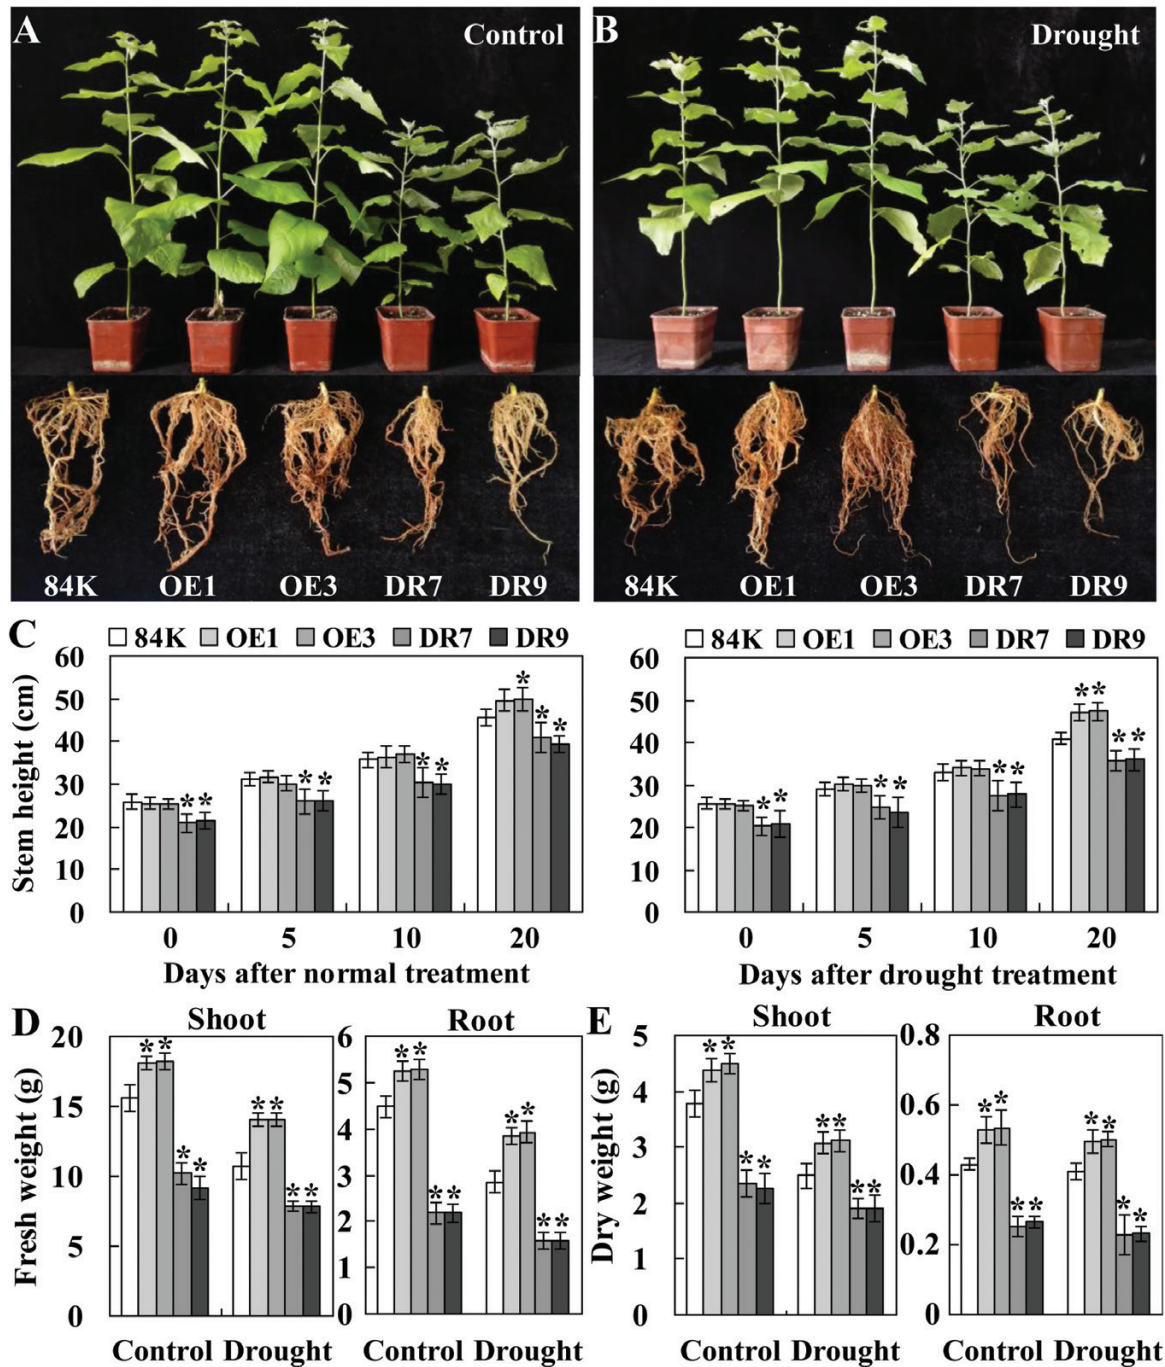 A Control
B Drought
84K OE1 OE3 DR7 DR9
84K OE1 OE3 DR7 DR9
C
84K OE1 OE3 DR7 DR9
Stem height (cm)
60
50
40
30
20
10
0
* * * * * * * * *
0 5 10 20
Days after normal treatment
84K OE1 OE3 DR7 DR9
60
50
40
30
20
10
0
* * * * * * * * * *
0 5 10 20
Days after drought treatment
D
Shoot
Fresh weight (g)
20
15
10
5
0
* * * * * * * *
Control Drought
Root
6
5
4
3
2
1
0
* * * * * * * *
Control Drought
E
Shoot
Dry weight (g)
5
4
3
2
1
0
* * * * * * * *
Control Drought
Root
0.8
0.6
0.4
0.2
0
* * * * * * * *
Control Drought